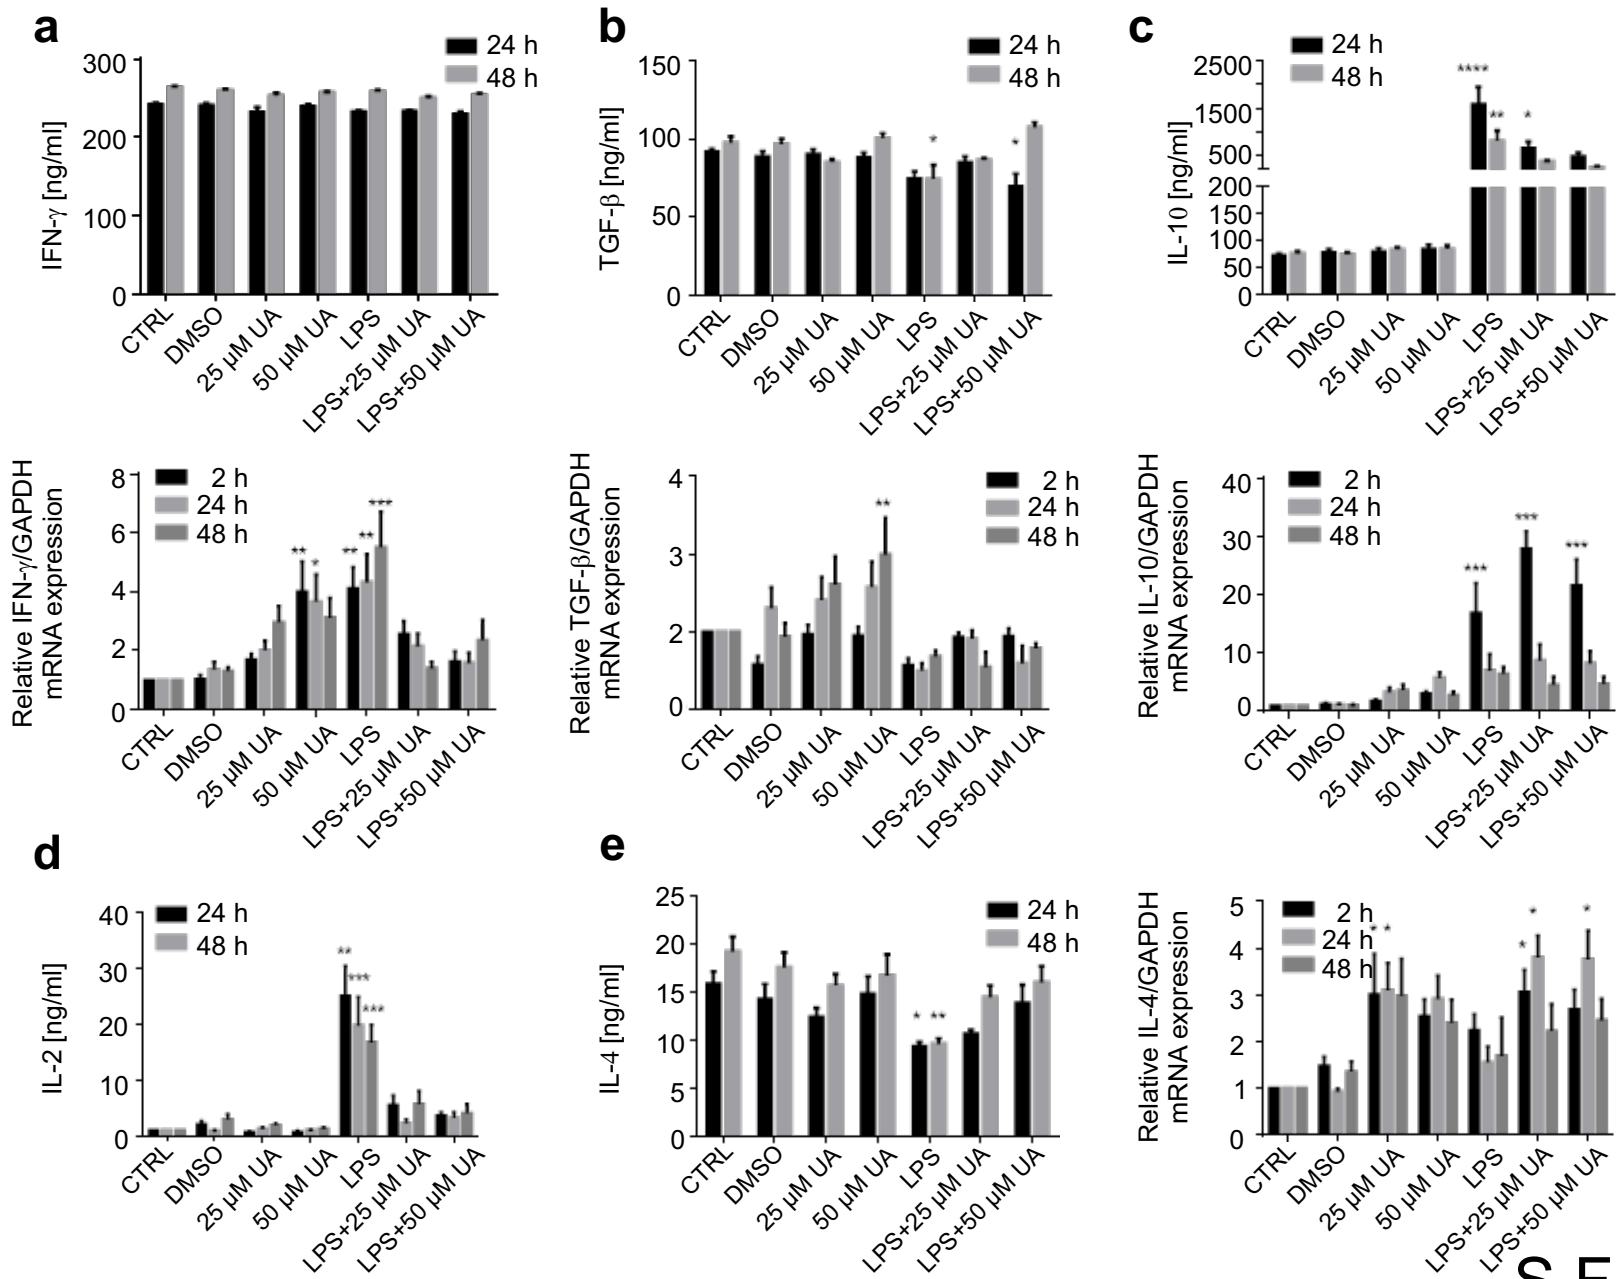 a
24 h
48 h
IFN-γ [ng/ml]
300
200
100
0
CTRL
DMSO
25 µM UA
50 µM UA
LPS
LPS+25 µM UA
LPS+50 µM UA
b
24 h
48 h
TGF-β [ng/ml]
150
100
50
0
*
*
CTRL
DMSO
25 µM UA
50 µM UA
LPS
LPS+25 µM UA
LPS+50 µM UA
c
24 h
48 h
IL-10 [ng/ml]
2500
1500
500
200
150
100
50
0
****
**
*
CTRL
DMSO
25 µM UA
50 µM UA
LPS
LPS+25 µM UA
LPS+50 µM UA
Relative IFN-γ/GAPDH
mRNA expression
2 h
24 h
48 h
8
6
4
2
0
**
*
**
**
***
CTRL
DMSO
25 µM UA
50 µM UA
LPS
LPS+25 µM UA
LPS+50 µM UA
Relative TGF-β/GAPDH
mRNA expression
2 h
24 h
48 h
4
3
2
0
**
CTRL
DMSO
25 µM UA
50 µM UA
LPS
LPS+25 µM UA
LPS+50 µM UA
Relative IL-10/GAPDH
mRNA expression
2 h
24 h
48 h
40
30
20
10
0
***
***
***
CTRL
DMSO
25 µM UA
50 µM UA
LPS
LPS+25 µM UA
LPS+50 µM UA
d
24 h
48 h
IL-2 [ng/ml]
40
30
20
10
0
**
***
***
CTRL
DMSO
25 µM UA
50 µM UA
LPS
LPS+25 µM UA
LPS+50 µM UA
e
24 h
48 h
IL-4 [ng/ml]
25
20
15
10
5
0
*
**
CTRL
DMSO
25 µM UA
50 µM UA
LPS
LPS+25 µM UA
LPS+50 µM UA
Relative IL-4/GAPDH
mRNA expression
2 h
24 h
48 h
5
4
3
2
1
0
*
*
*
*
*
CTRL
DMSO
25 µM UA
50 µM UA
LPS
LPS+25 µM UA
LPS+50 µM UA